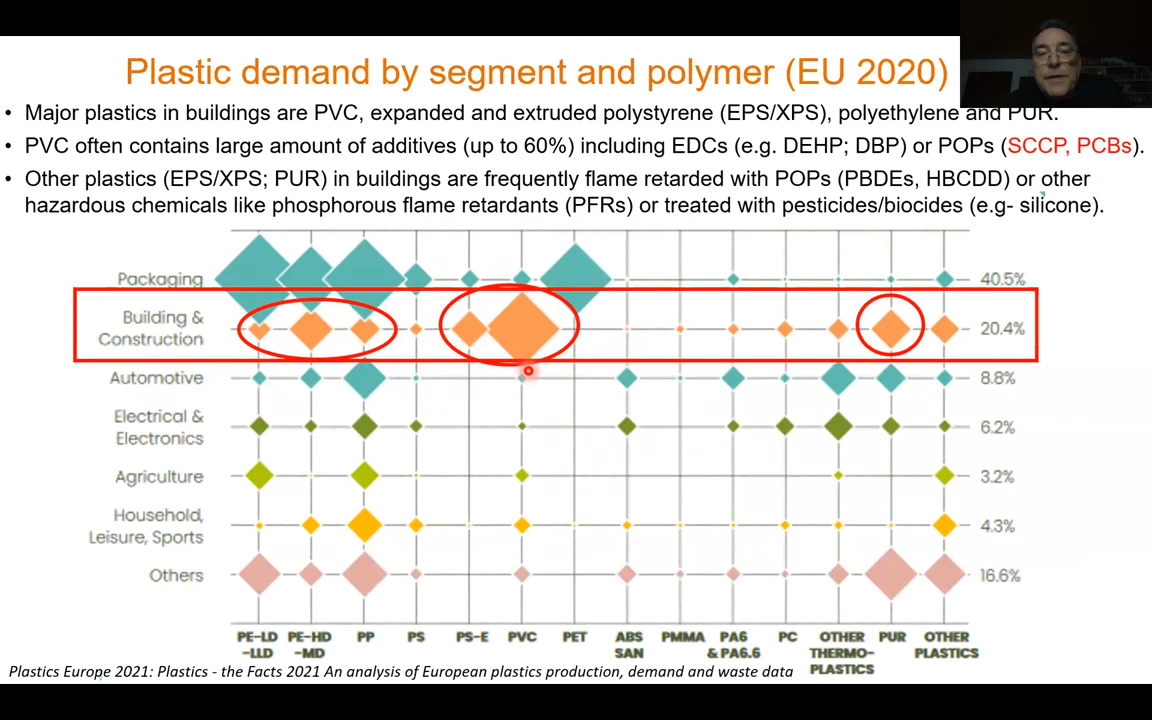 Plastic demand by segment and polymer (EU 2020)
• Major plastics in buildings are PVC, expanded and extruded polystyrene (EPS/XPS), polyethylene and PUR.
• PVC often contains large amount of additives (up to 60%) including EDCs (e.g. DEHP; DBP) or POPs (SCCP, PCBs).
• Other plastics (EPS/XPS; PUR) in buildings are frequently flame retarded with POPs (PBDEs, HBCDD) or other
hazardous chemicals like phosphorous flame retardants (PFRs) or treated with pesticides/biocides (e.g- silicone).
Packaging 40.5%
Building &
Construction 20.4%
Automotive 8.8%
Electrical &
Electronics 6.2%
Agriculture 3.2%
Household,
Leisure, Sports 4.3%
Others 16.6%
PE-LD PE-HD PP PS PS-E PVC PET ABS PMMA PA6 PC OTHER PUR OTHER
-LLD -MD SAN & PA6.6 THERMO- PLASTICS
PLASTICS
Plastics Europe 2021: Plastics - the Facts 2021 An analysis of European plastics production, demand and waste data